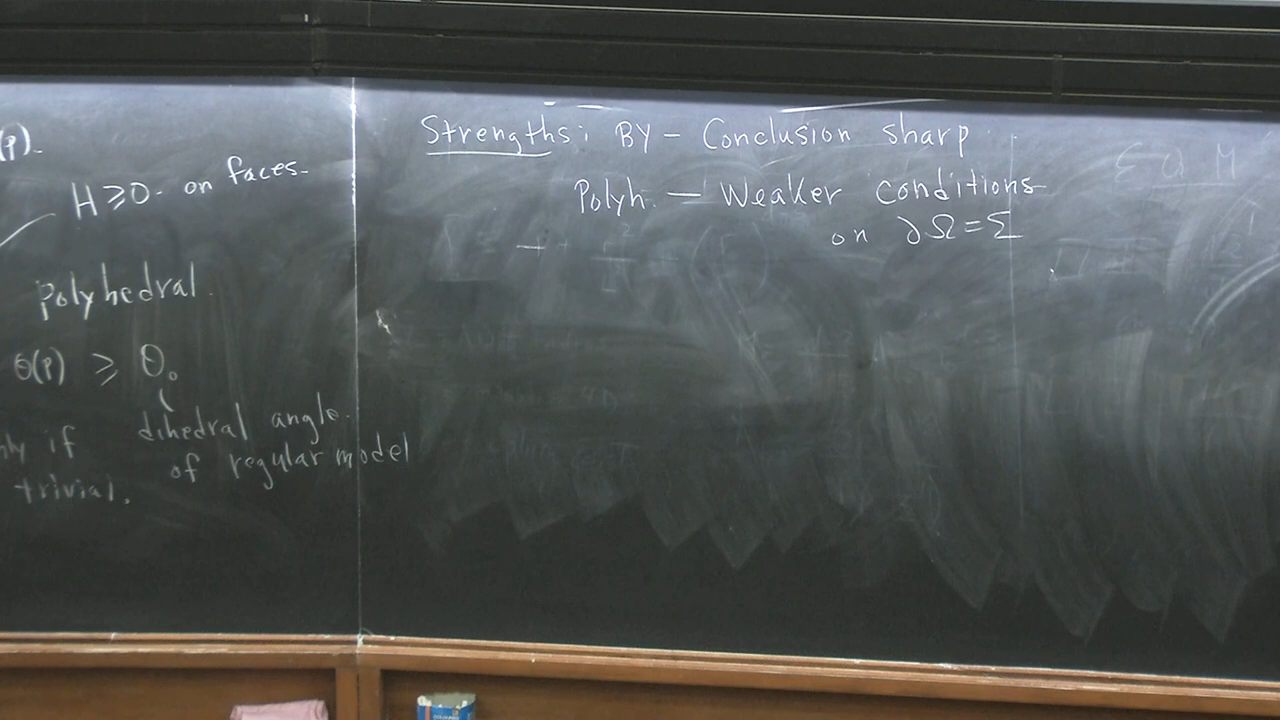 (p).
H ≥ 0 - on faces.
Polyhedral.
θ(p) ≥ θ₀
dihedral angle.
of regular model
if
trivial.
Strengths: BY - Conclusion sharp
Polyh. — Weaker conditions
on ∂Ω = Σ